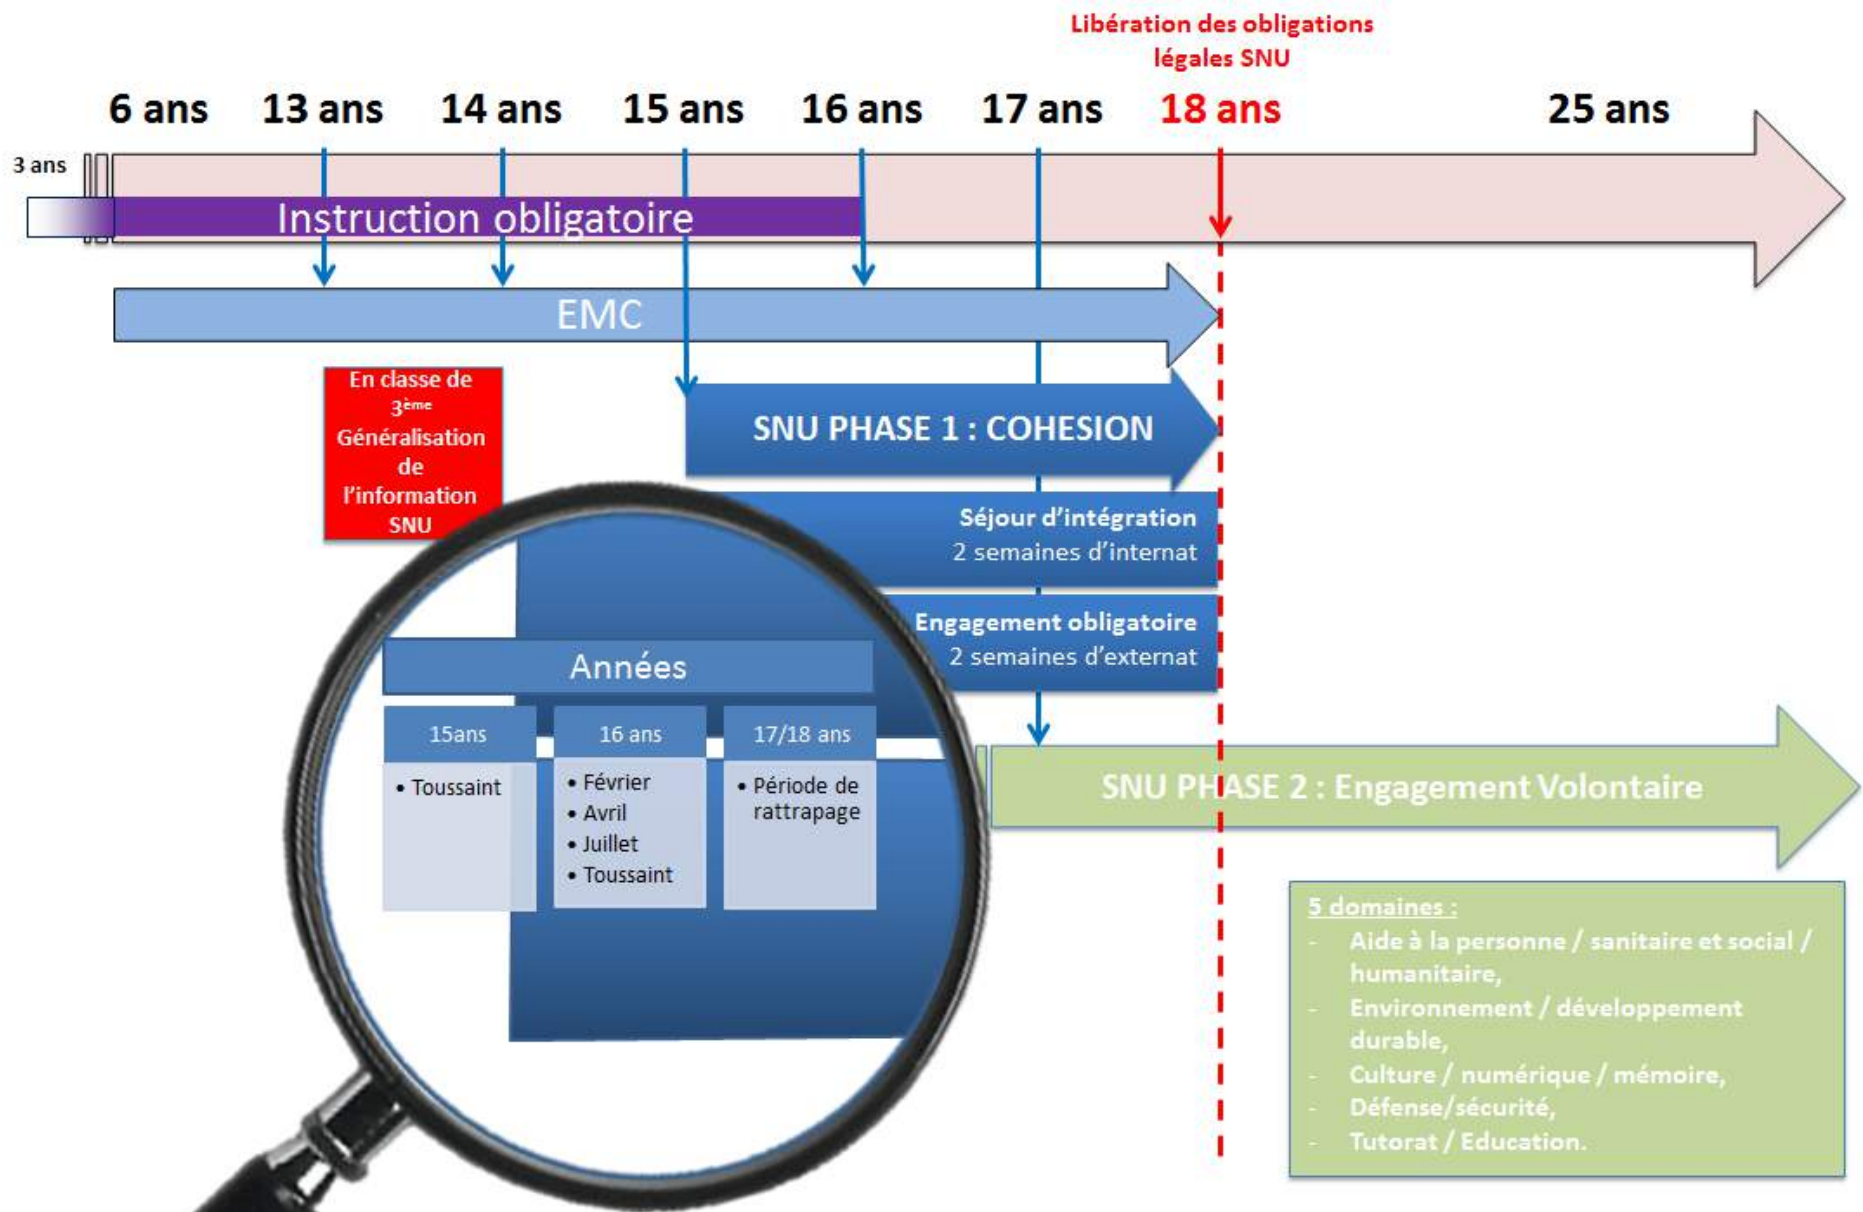 Libération des obligations
légales SNU
6 ans 13 ans 14 ans 15 ans 16 ans 17 ans 18 ans 25 ans
3 ans
Instruction obligatoire
EMC
En classe de
3ème
Généralisation
de
l'information
SNU
SNU PHASE 1 : COHESION
Séjour d'intégration
2 semaines d'internat
Engagement obligatoire
2 semaines d'externat
Années
15ans
• Toussaint
16 ans
• Février
• Avril
• Juillet
• Toussaint
17/18 ans
• Période de
rattrapage
SNU PHASE 2 : Engagement Volontaire
5 domaines :
- Aide à la personne / sanitaire et social /
humanitaire,
- Environnement / développement
durable,
- Culture / numérique / mémoire,
- Défense/sécurité,
- Tutorat / Education.